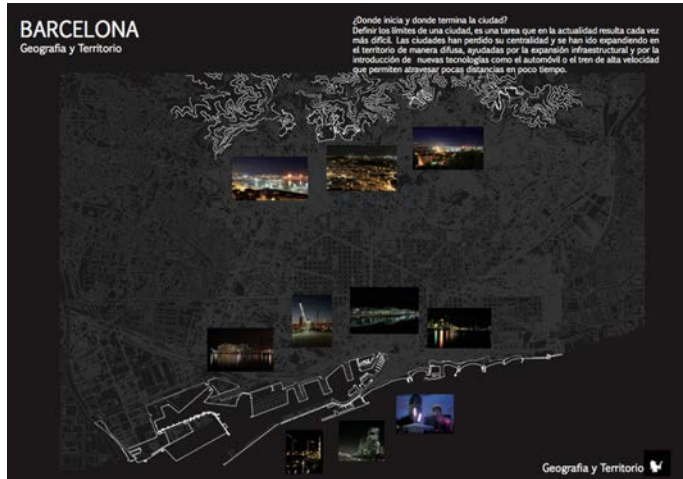 BARCELONA
Geografia y Territorio
¿Donde inicia y donde termina la ciudad?
Definir los límites de una ciudad, es una tarea que en la actualidad resulta cada vez
más difícil. Las ciudades han perdido su centralidad y se han ido expandiendo en
el territorio de manera difusa, ayudadas por la expansión infraestructural y por la
introducción de nuevas tecnologías como el automóvil o el tren de alta velocidad
que permiten atravesar pocas distancias en poco tiempo.
Geografia y Territorio